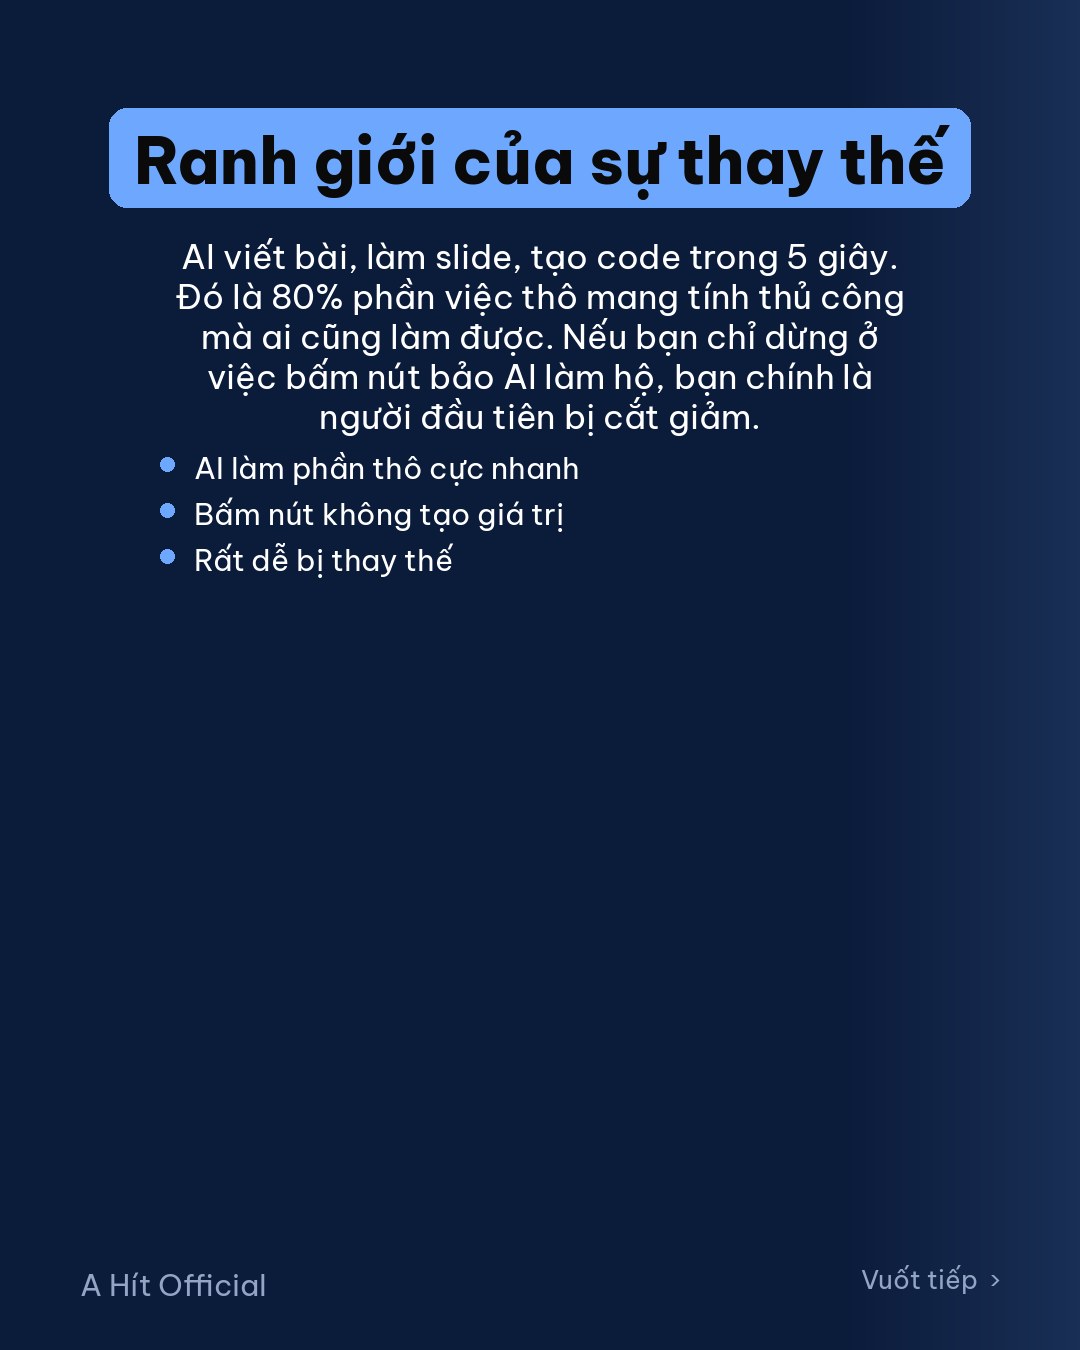 Ranh giới của sự thay thế
AI viết bài, làm slide, tạo code trong 5 giây.
Đó là 80% phần việc thô mang tính thủ công
mà ai cũng làm được. Nếu bạn chỉ dừng ở
việc bấm nút bảo AI làm hộ, bạn chính là
người đầu tiên bị cắt giảm.
AI làm phần thô cực nhanh
Bấm nút không tạo giá trị
Rất dễ bị thay thế
A Hít Official
Vuốt tiếp ›